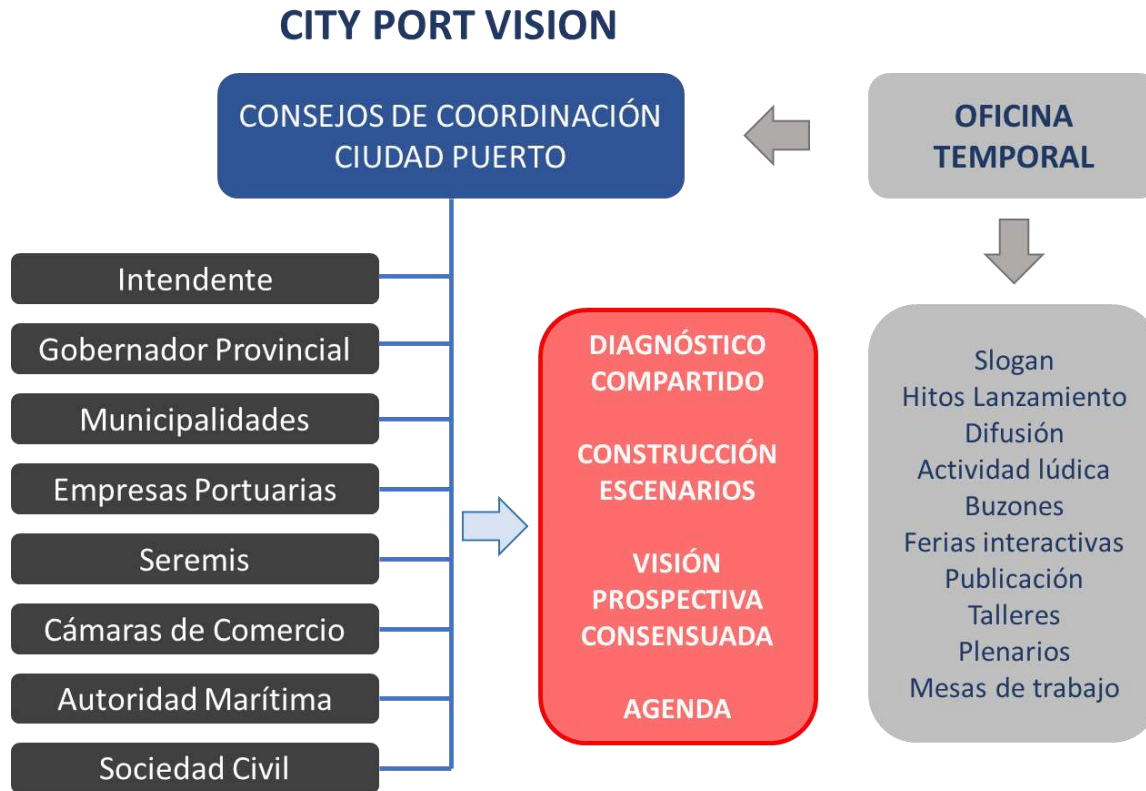 CITY PORT VISION
CONSEJOS DE COORDINACIÓN
CIUDAD PUERTO
OFICINA
TEMPORAL
Intendente
Gobernador Provincial
Municipalidades
Empresas Portuarias
Seremis
Cámaras de Comercio
Autoridad Marítima
Sociedad Civil
DIAGNÓSTICO
COMPARTIDO
CONSTRUCCIÓN
ESCENARIOS
VISIÓN
PROSPECTIVA
CONSENSUADA
AGENDA
Slogan
Hitos Lanzamiento
Difusión
Actividad lúdica
Buzones
Ferias interactivas
Publicación
Talleres
Plenarios
Mesas de trabajo